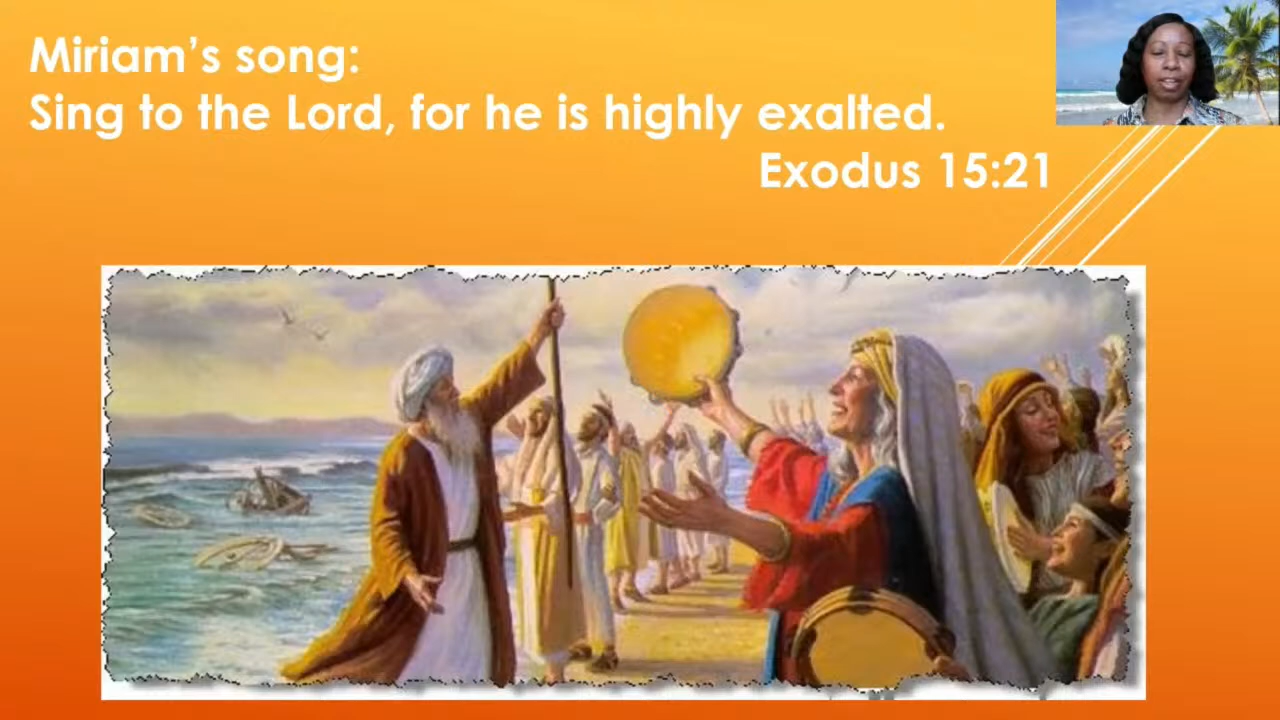 Miriam’s song:
Sing to the Lord, for he is highly exalted.
Exodus 15:21